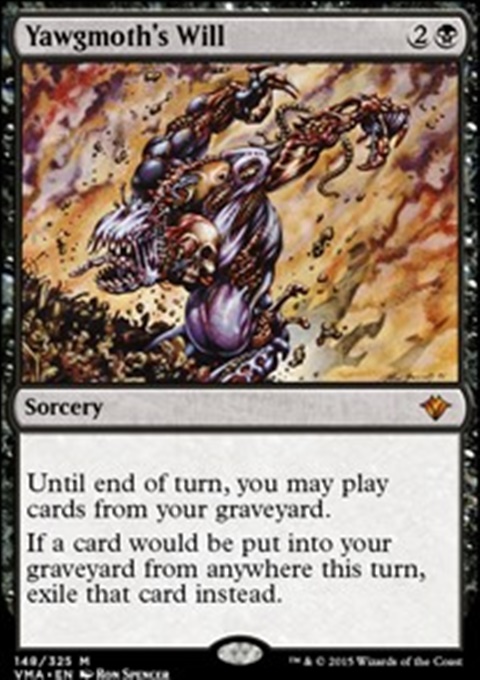 Yawgmoth's Will 2
Sorcery
Until end of turn, you may play
cards from your graveyard.
If a card would be put into your
graveyard from anywhere this turn,
exile that card instead.
148/325 M
VMA • EN Ron Spencer
™ & © 2015 Wizards of the Coast